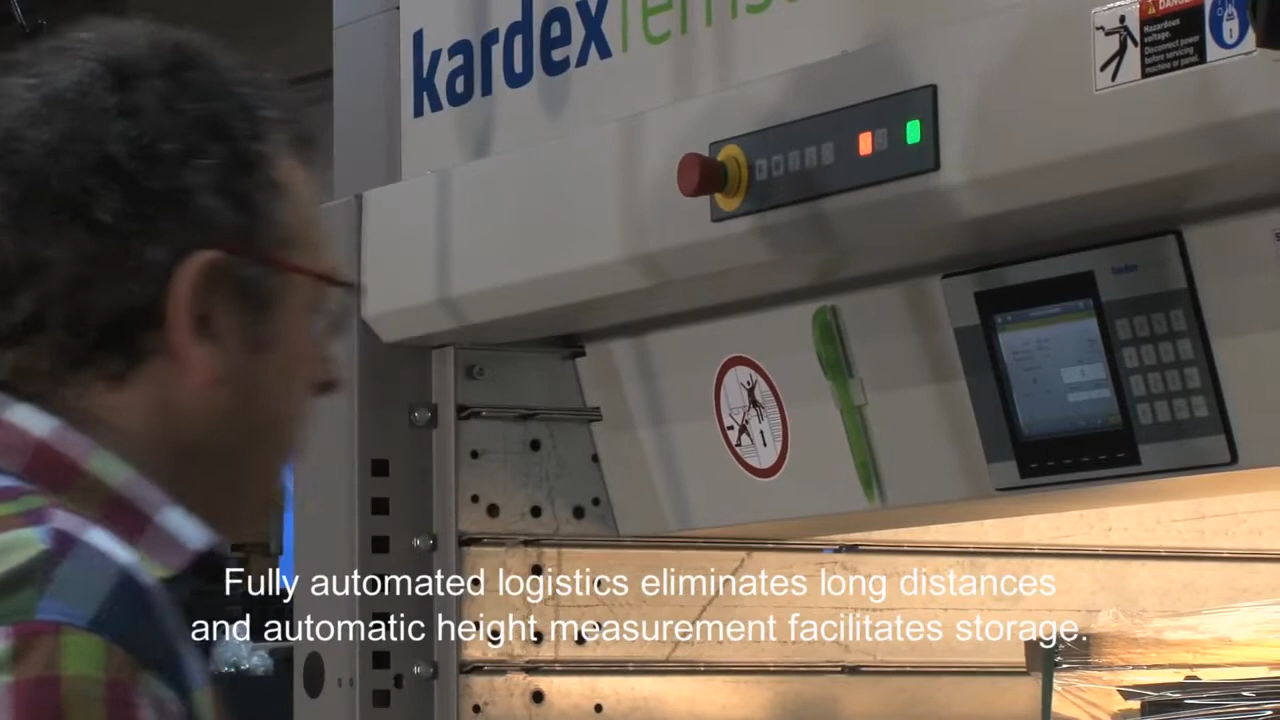 kardex
DANGER
Hazardous
voltage.
Disconnect power
before servicing
machine or panel.
kardex
Fully automated logistics eliminates long distances
and automatic height measurement facilitates storage.